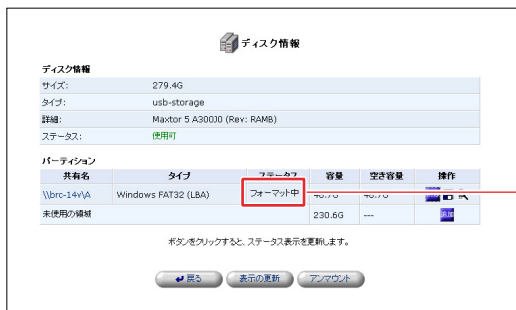 ディスク情報
ディスク情報
サイズ: 279.4G
タイプ: usb-storage
詳細: Maxtor 5 A300J0 (Rev: RAMB)
ステータス: 使用可
パーティション
共有名 タイプ ステータス 容量 空き容量 操作
\\brc-14v\A Windows FAT32 (LBA) フォーマット中
未使用の領域 230.6G --- 追加
ボタンをクリックすると、ステータス表示を更新します。
戻る 表示の更新 アンマウント